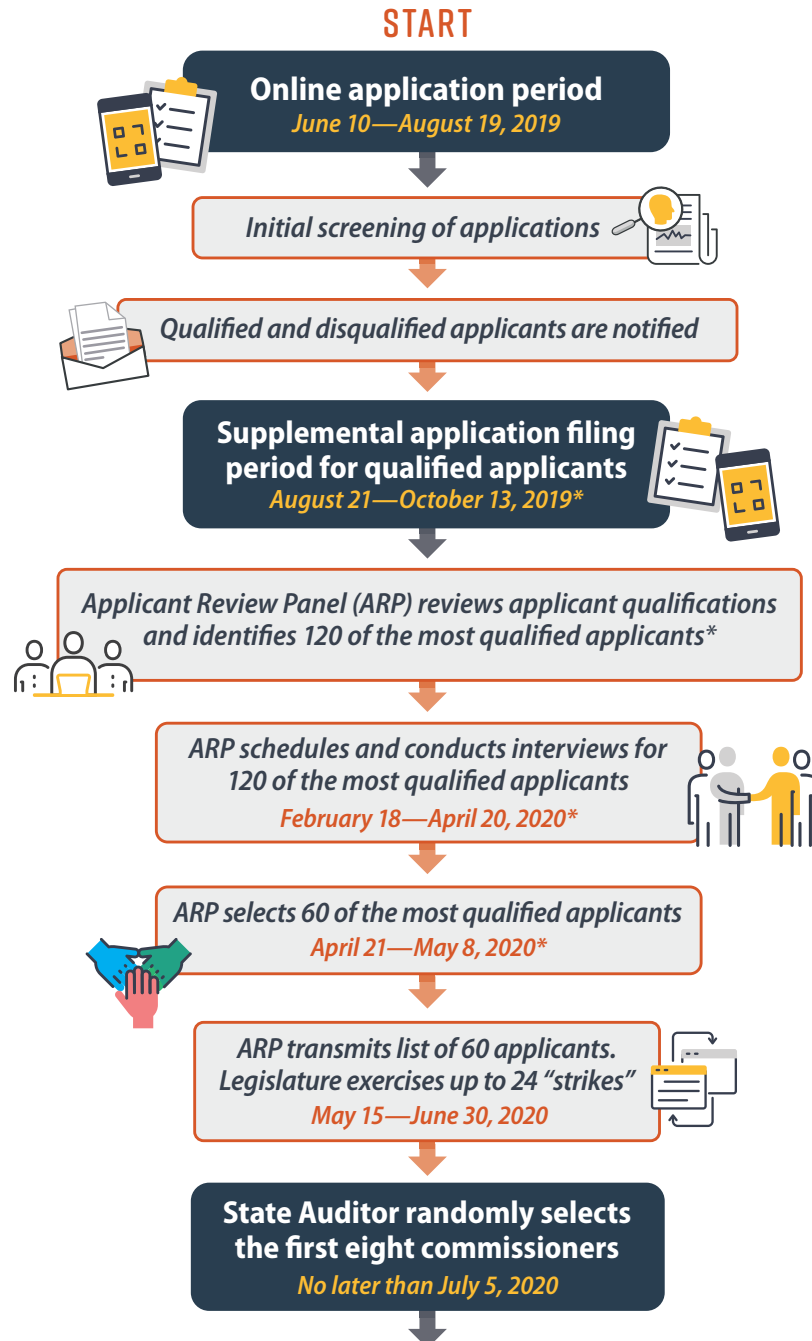 START
Online application period
June 10—August 19, 2019
Initial screening of applications
Qualified and disqualified applicants are notified
Supplemental application filing
period for qualified applicants
August 21—October 13, 2019*
Applicant Review Panel (ARP) reviews applicant qualifications
and identifies 120 of the most qualified applicants*
ARP schedules and conducts interviews for
120 of the most qualified applicants
February 18—April 20, 2020*
ARP selects 60 of the most qualified applicants
April 21—May 8, 2020*
ARP transmits list of 60 applicants.
Legislature exercises up to 24 “strikes”
May 15—June 30, 2020
State Auditor randomly selects
the first eight commissioners
No later than July 5, 2020